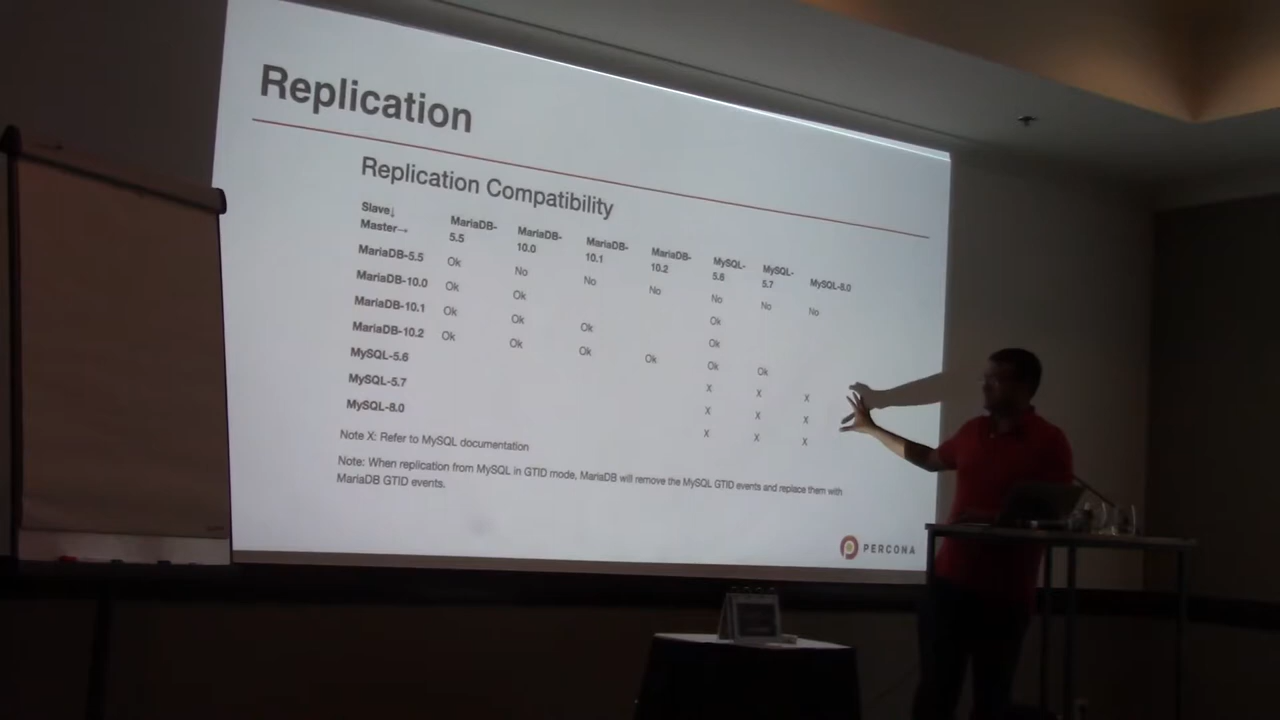 Replication
Replication Compatibility
Slave↓
Master→ MariaDB-5.5 MariaDB-10.0 MariaDB-10.1 MariaDB-10.2 MySQL-5.6 MySQL-5.7 MySQL-8.0
MariaDB-5.5 Ok No No No No No No
MariaDB-10.0 Ok Ok Ok
MariaDB-10.1 Ok Ok Ok Ok
MariaDB-10.2 Ok Ok Ok Ok Ok Ok
MySQL-5.6 X X X
MySQL-5.7 X X X
MySQL-8.0 X X X
Note X: Refer to MySQL documentation
Note: When replication from MySQL in GTID mode, MariaDB will remove the MySQL GTID events and replace them with
MariaDB GTID events.
PERCONA